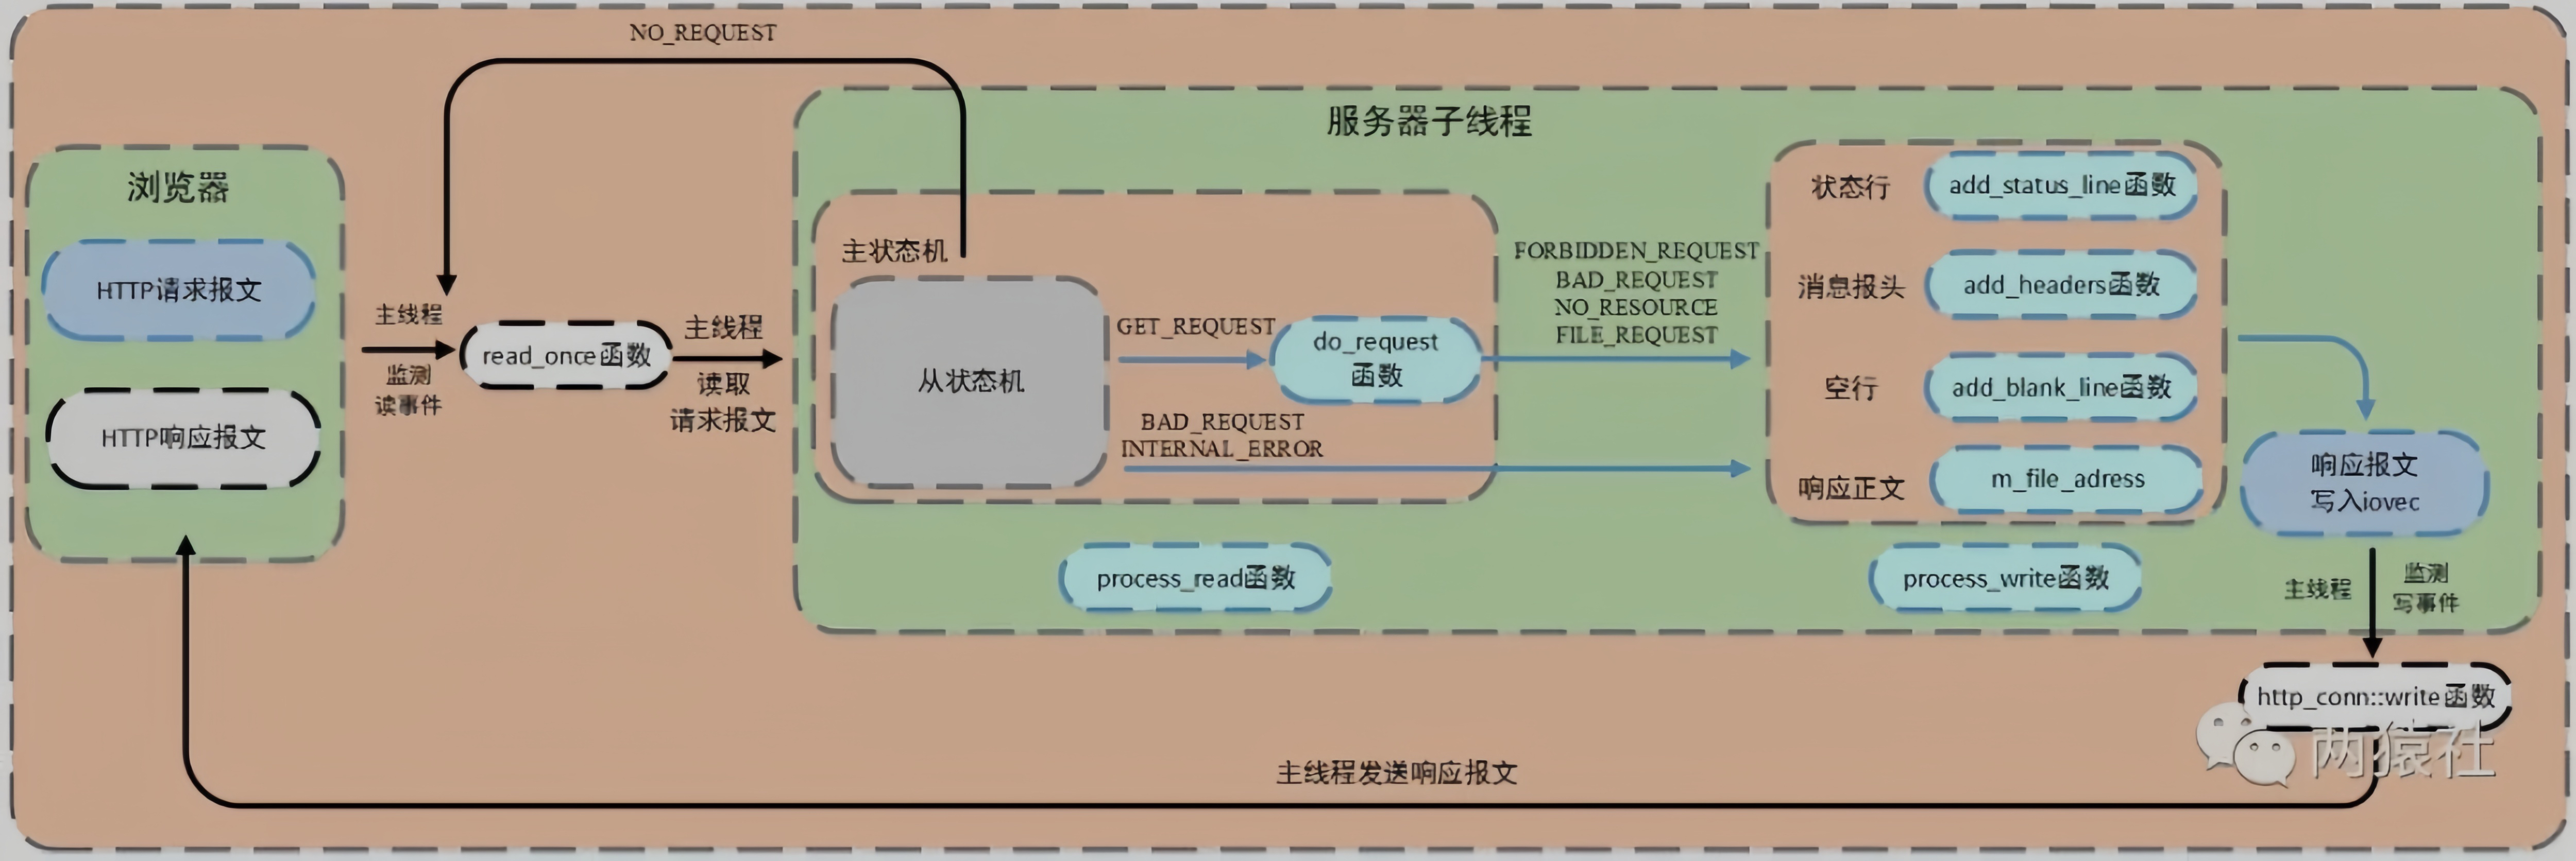 NO_REQUEST
服务器子线程
浏览器
HTTP请求报文
HTTP响应报文
主线程
监测
读事件
read_once函数
主线程
读取
请求报文
主状态机
从状态机
GET_REQUEST
do_request
函数
BAD_REQUEST
INTERNAL_ERROR
process_read函数
FORBIDDEN_REQUEST
BAD_REQUEST
NO_RESOURCE
FILE_REQUEST
状态行
add_status_line函数
消息报头
add_headers函数
空行
add_blank_line函数
响应正文
m_file_adress
process_write函数
响应报文
写入iovec
主线程
监测
写事件
http_conn::write函数
主线程发送响应报文
两猿社